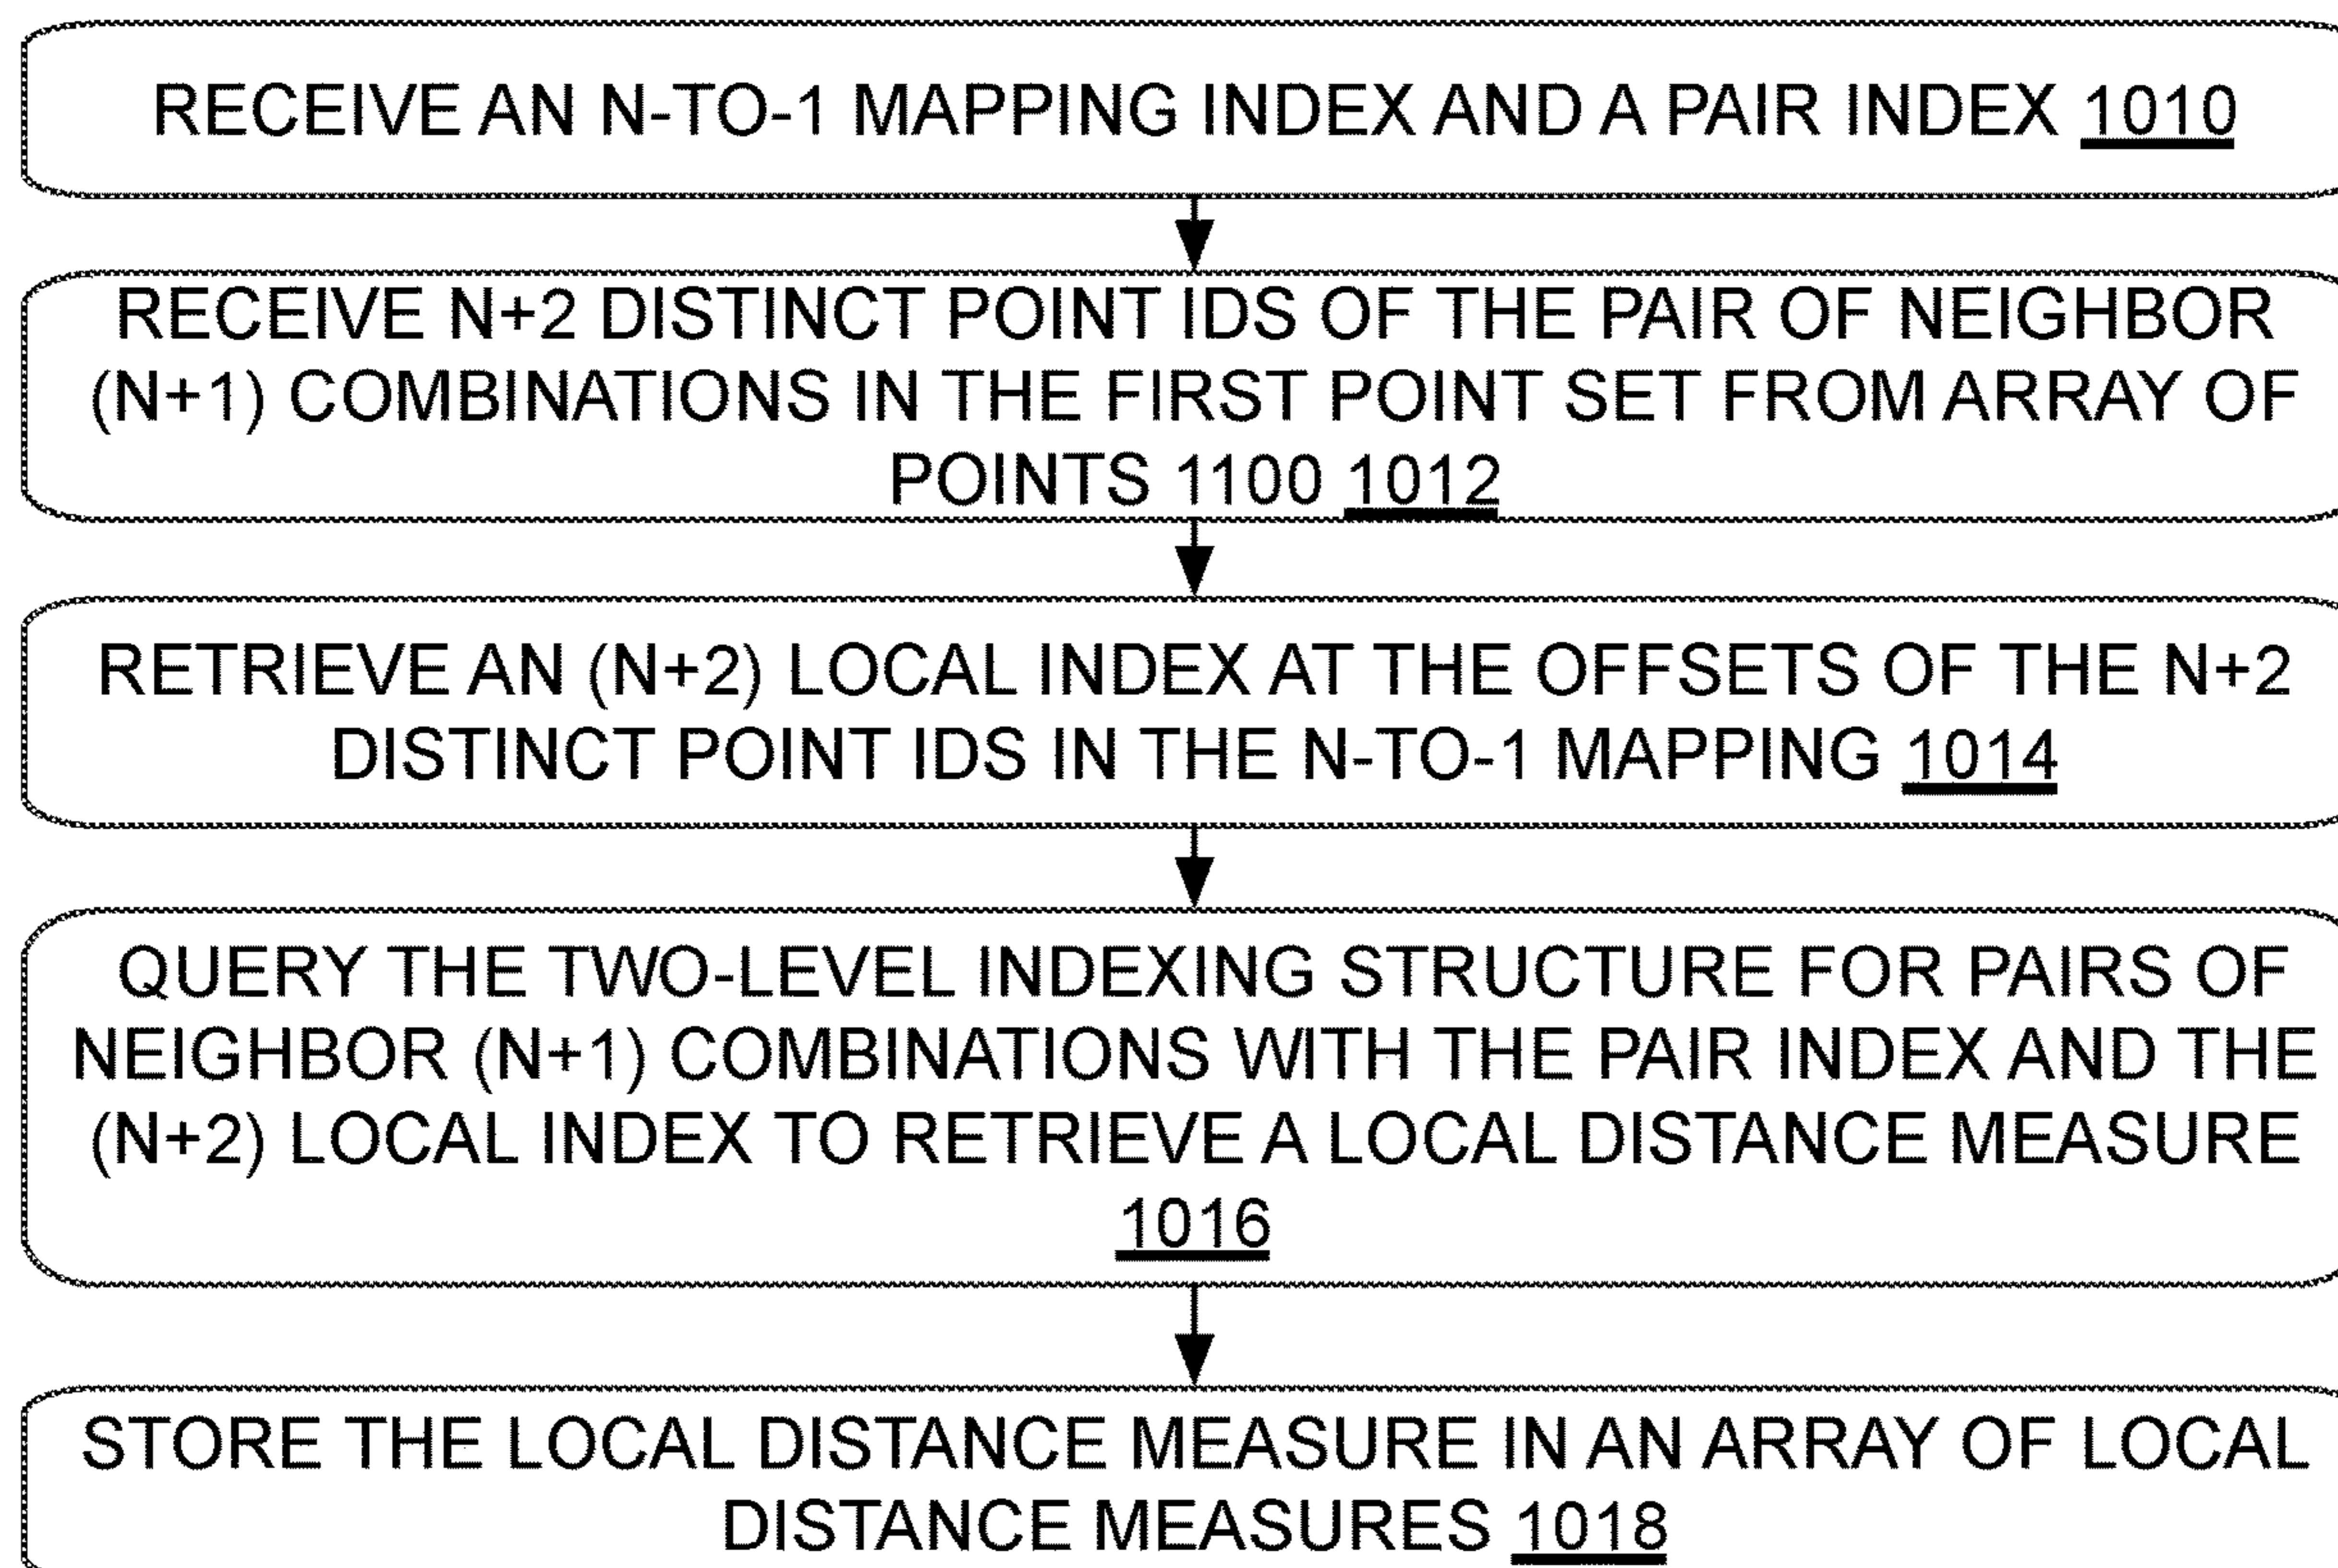 RECEIVE AN N-TO-1 MAPPING INDEX AND A PAIR INDEX 1010
RECEIVE N+2 DISTINCT POINT IDS OF THE PAIR OF NEIGHBOR
(N+1) COMBINATIONS IN THE FIRST POINT SET FROM ARRAY OF
POINTS 1100 1012
RETRIEVE AN (N+2) LOCAL INDEX AT THE OFFSETS OF THE N+2
DISTINCT POINT IDS IN THE N-TO-1 MAPPING 1014
QUERY THE TWO-LEVEL INDEXING STRUCTURE FOR PAIRS OF
NEIGHBOR (N+1) COMBINATIONS WITH THE PAIR INDEX AND THE
(N+2) LOCAL INDEX TO RETRIEVE A LOCAL DISTANCE MEASURE
1016
STORE THE LOCAL DISTANCE MEASURE IN AN ARRAY OF LOCAL
DISTANCE MEASURES 1018